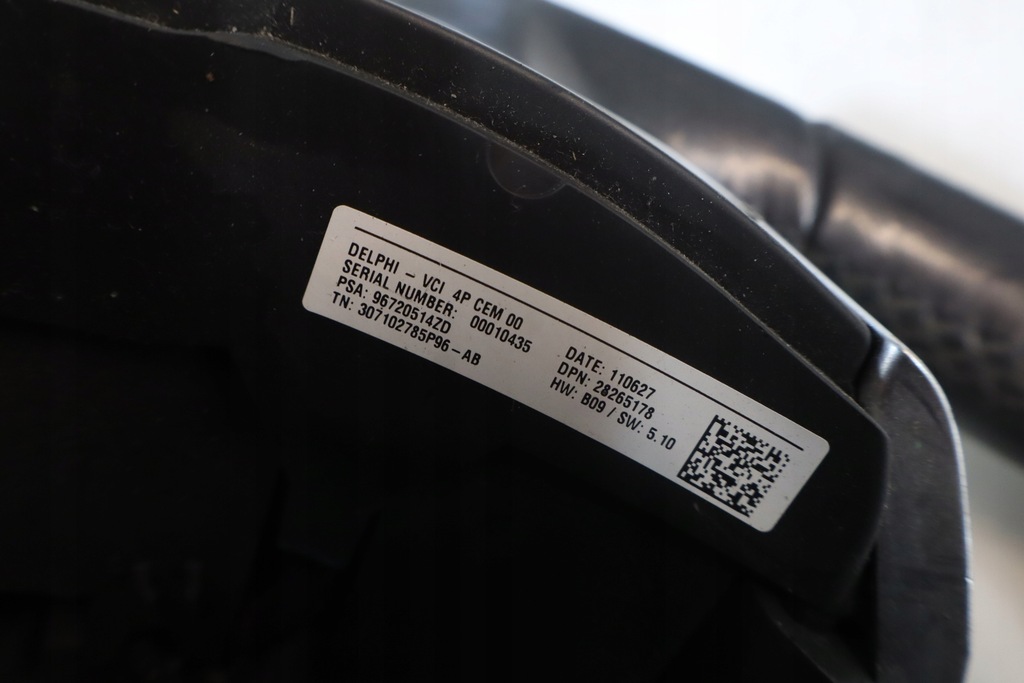 DELPHI – VCI 4P CEM 00
SERIAL NUMBER: 00010435
PSA: 96720514ZD
TN: 307102785P96–AB
DATE: 110627
DPN: 28265178
HW: B09 / SW: 5.10